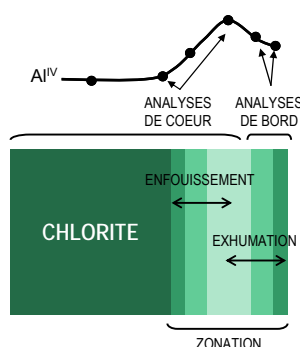 Al^IV
ANALYSES
DE COEUR
ANALYSES
DE BORD
ENFOUISSEMENT
CHLORITE
EXHUMATION
ZONATION